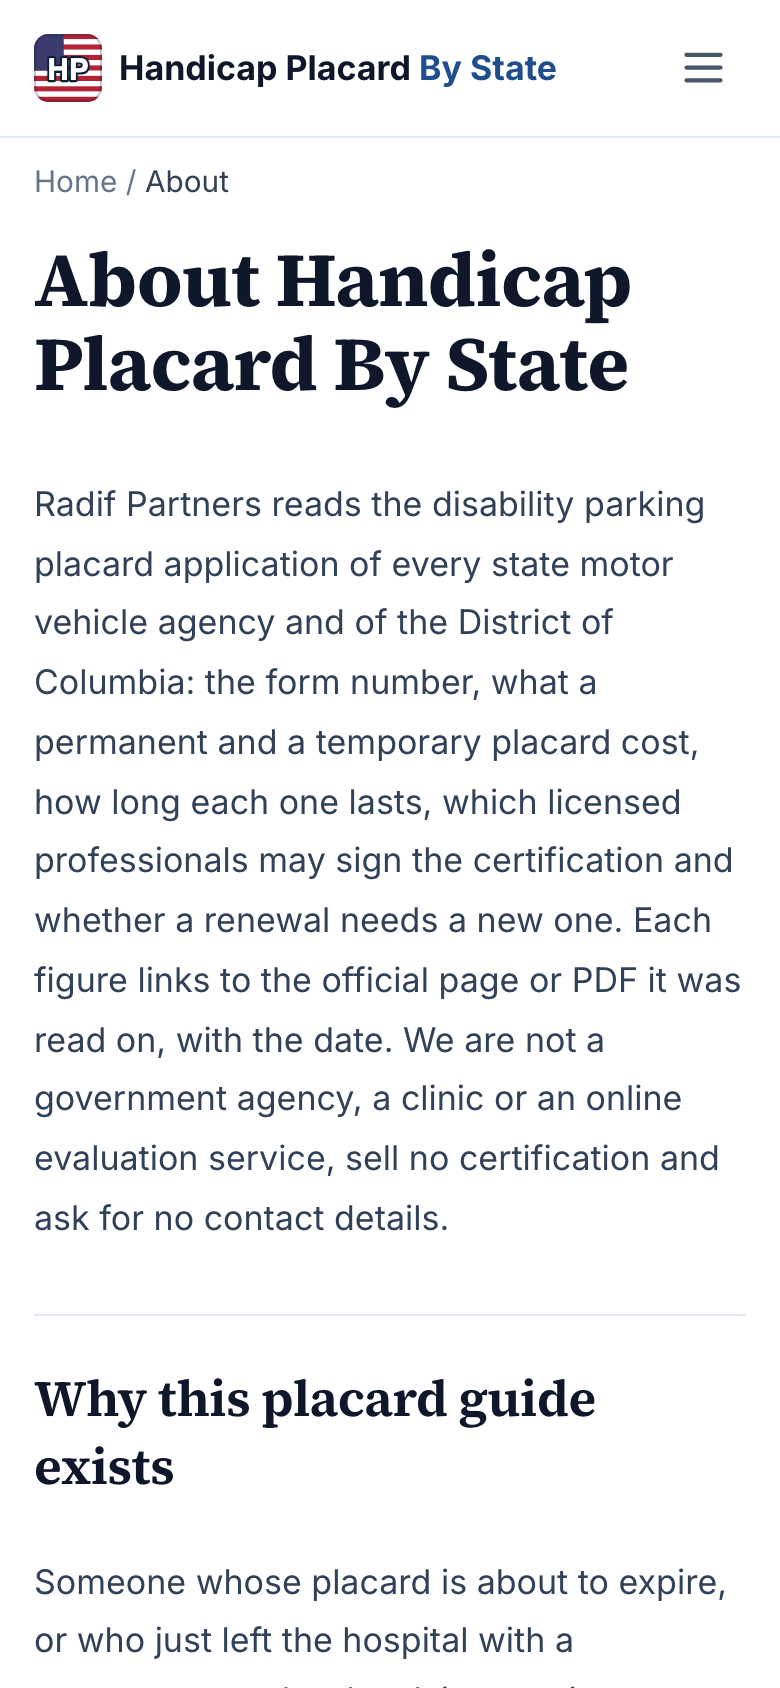 HP
Handicap Placard By State
Home / About
About Handicap
Placard By State
Radif Partners reads the disability parking
placard application of every state motor
vehicle agency and of the District of
Columbia: the form number, what a
permanent and a temporary placard cost,
how long each one lasts, which licensed
professionals may sign the certification and
whether a renewal needs a new one. Each
figure links to the official page or PDF it was
read on, with the date. We are not a
government agency, a clinic or an online
evaluation service, sell no certification and
ask for no contact details.
Why this placard guide
exists
Someone whose placard is about to expire,
or who just left the hospital with a